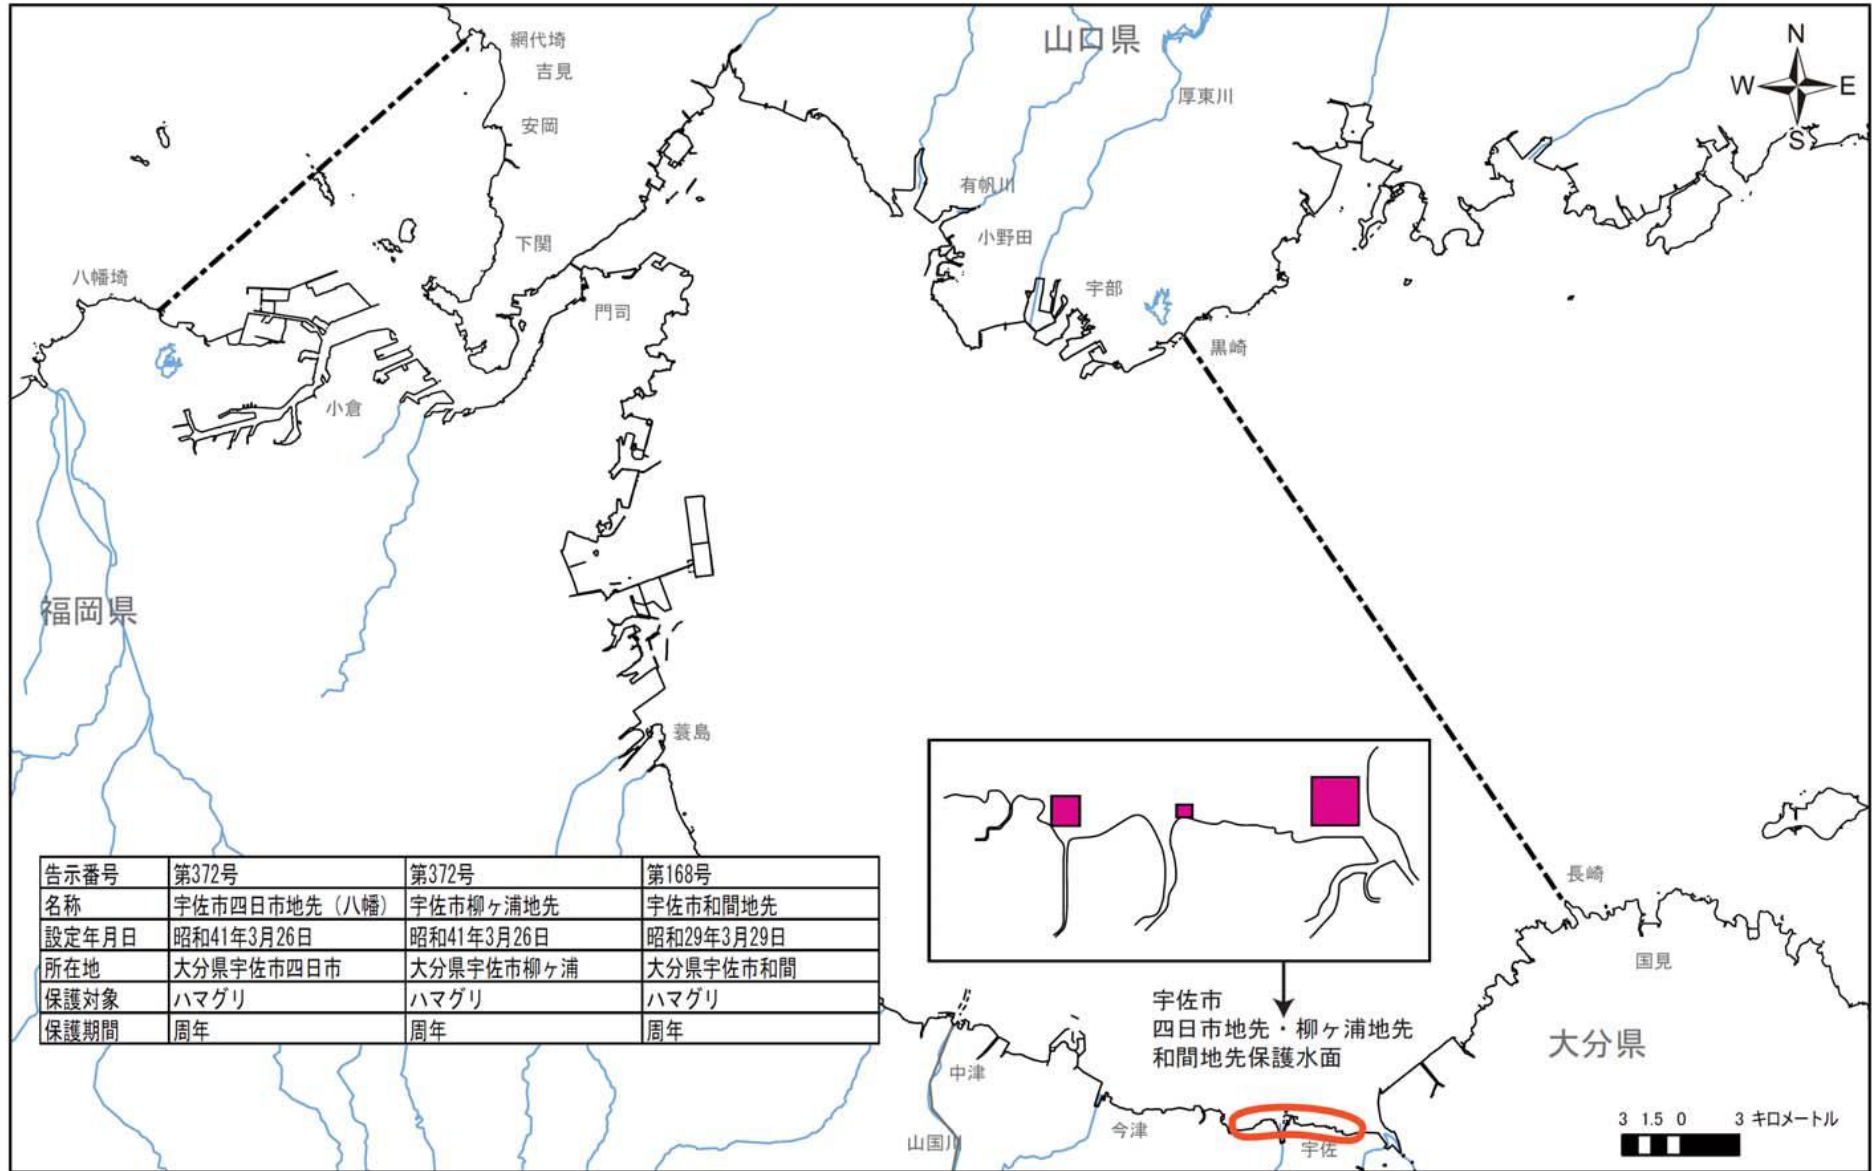 網代埼
吉見
山口県
N
W
E
S
厚東川
安岡
有帆川
下関
小野田
八幡埼
宇部
門司
黒崎
小倉
福岡県
蓑島
告示番号 第372号 第372号 第168号
名称 宇佐市四日市地先（八幡） 宇佐市柳ヶ浦地先 宇佐市和間地先
設定年月日 昭和41年3月26日 昭和41年3月26日 昭和29年3月29日
所在地 大分県宇佐市四日市 大分県宇佐市柳ヶ浦 大分県宇佐市和間
保護対象 ハマグリ ハマグリ ハマグリ
保護期間 周年 周年 周年
長崎
国見
宇佐市
四日市地先・柳ヶ浦地先
和間地先保護水面
大分県
中津
山国川
今津
宇佐
3 1.5 0 3 キロメートル